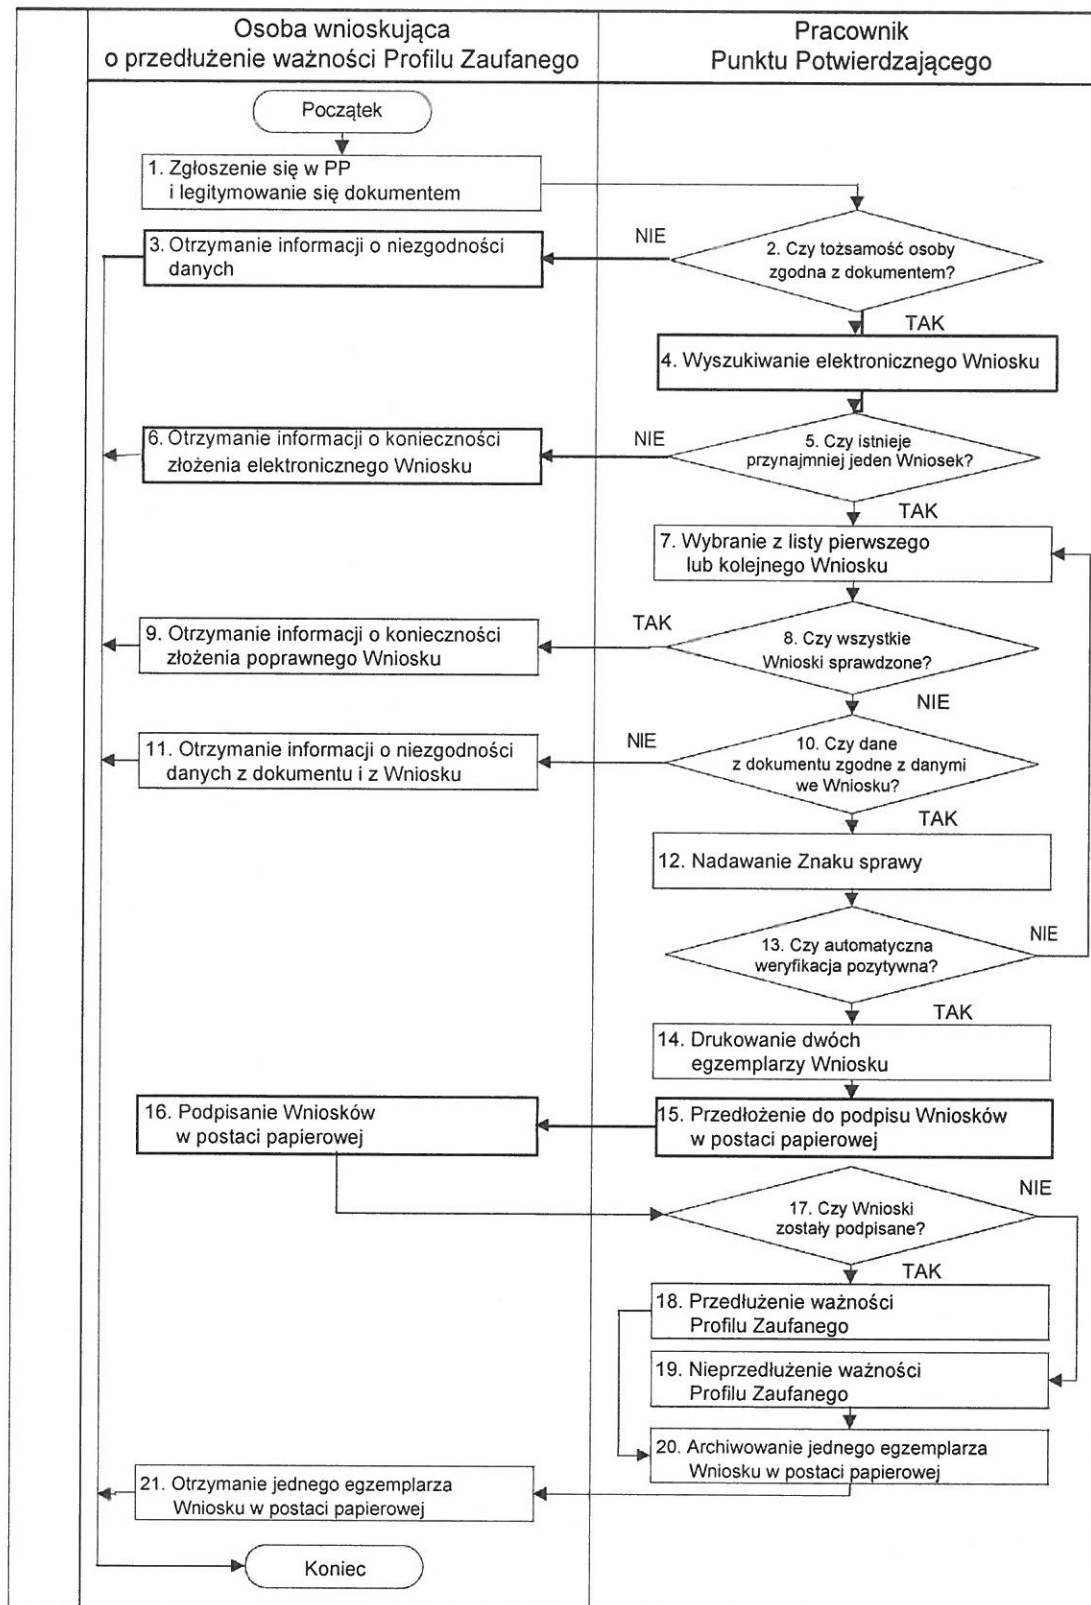 Osoba wnioskująca
o przedłużenie ważności Profilu Zaufanego
Pracownik
Punktu Potwierdzającego
Początek
1. Zgłoszenie się w PP
i legitymowanie się dokumentem
2. Czy tożsamość osoby
zgodna z dokumentem?
NIE
3. Otrzymanie informacji o niezgodności
danych
TAK
4. Wyszukiwanie elektronicznego Wniosku
5. Czy istnieje
przynajmniej jeden Wniosek?
NIE
6. Otrzymanie informacji o konieczności
złożenia elektronicznego Wniosku
TAK
7. Wybranie z listy pierwszego
lub kolejnego Wniosku
8. Czy wszystkie
Wnioski sprawdzone?
TAK
9. Otrzymanie informacji o konieczności
złożenia poprawnego Wniosku
NIE
10. Czy dane
z dokumentu zgodne z danymi
we Wniosku?
NIE
11. Otrzymanie informacji o niezgodności
danych z dokumentu i z Wniosku
TAK
12. Nadawanie Znaku sprawy
13. Czy automatyczna
weryfikacja pozytywna?
NIE
TAK
14. Drukowanie dwóch
egzemplarzy Wniosku
15. Przedłożenie do podpisu Wniosków
w postaci papierowej
16. Podpisanie Wniosków
w postaci papierowej
17. Czy Wnioski
zostały podpisane?
NIE
TAK
18. Przedłużenie ważności
Profilu Zaufanego
19. Nieprzedłużenie ważności
Profilu Zaufanego
20. Archiwowanie jednego egzemplarza
Wniosku w postaci papierowej
21. Otrzymanie jednego egzemplarza
Wniosku w postaci papierowej
Koniec